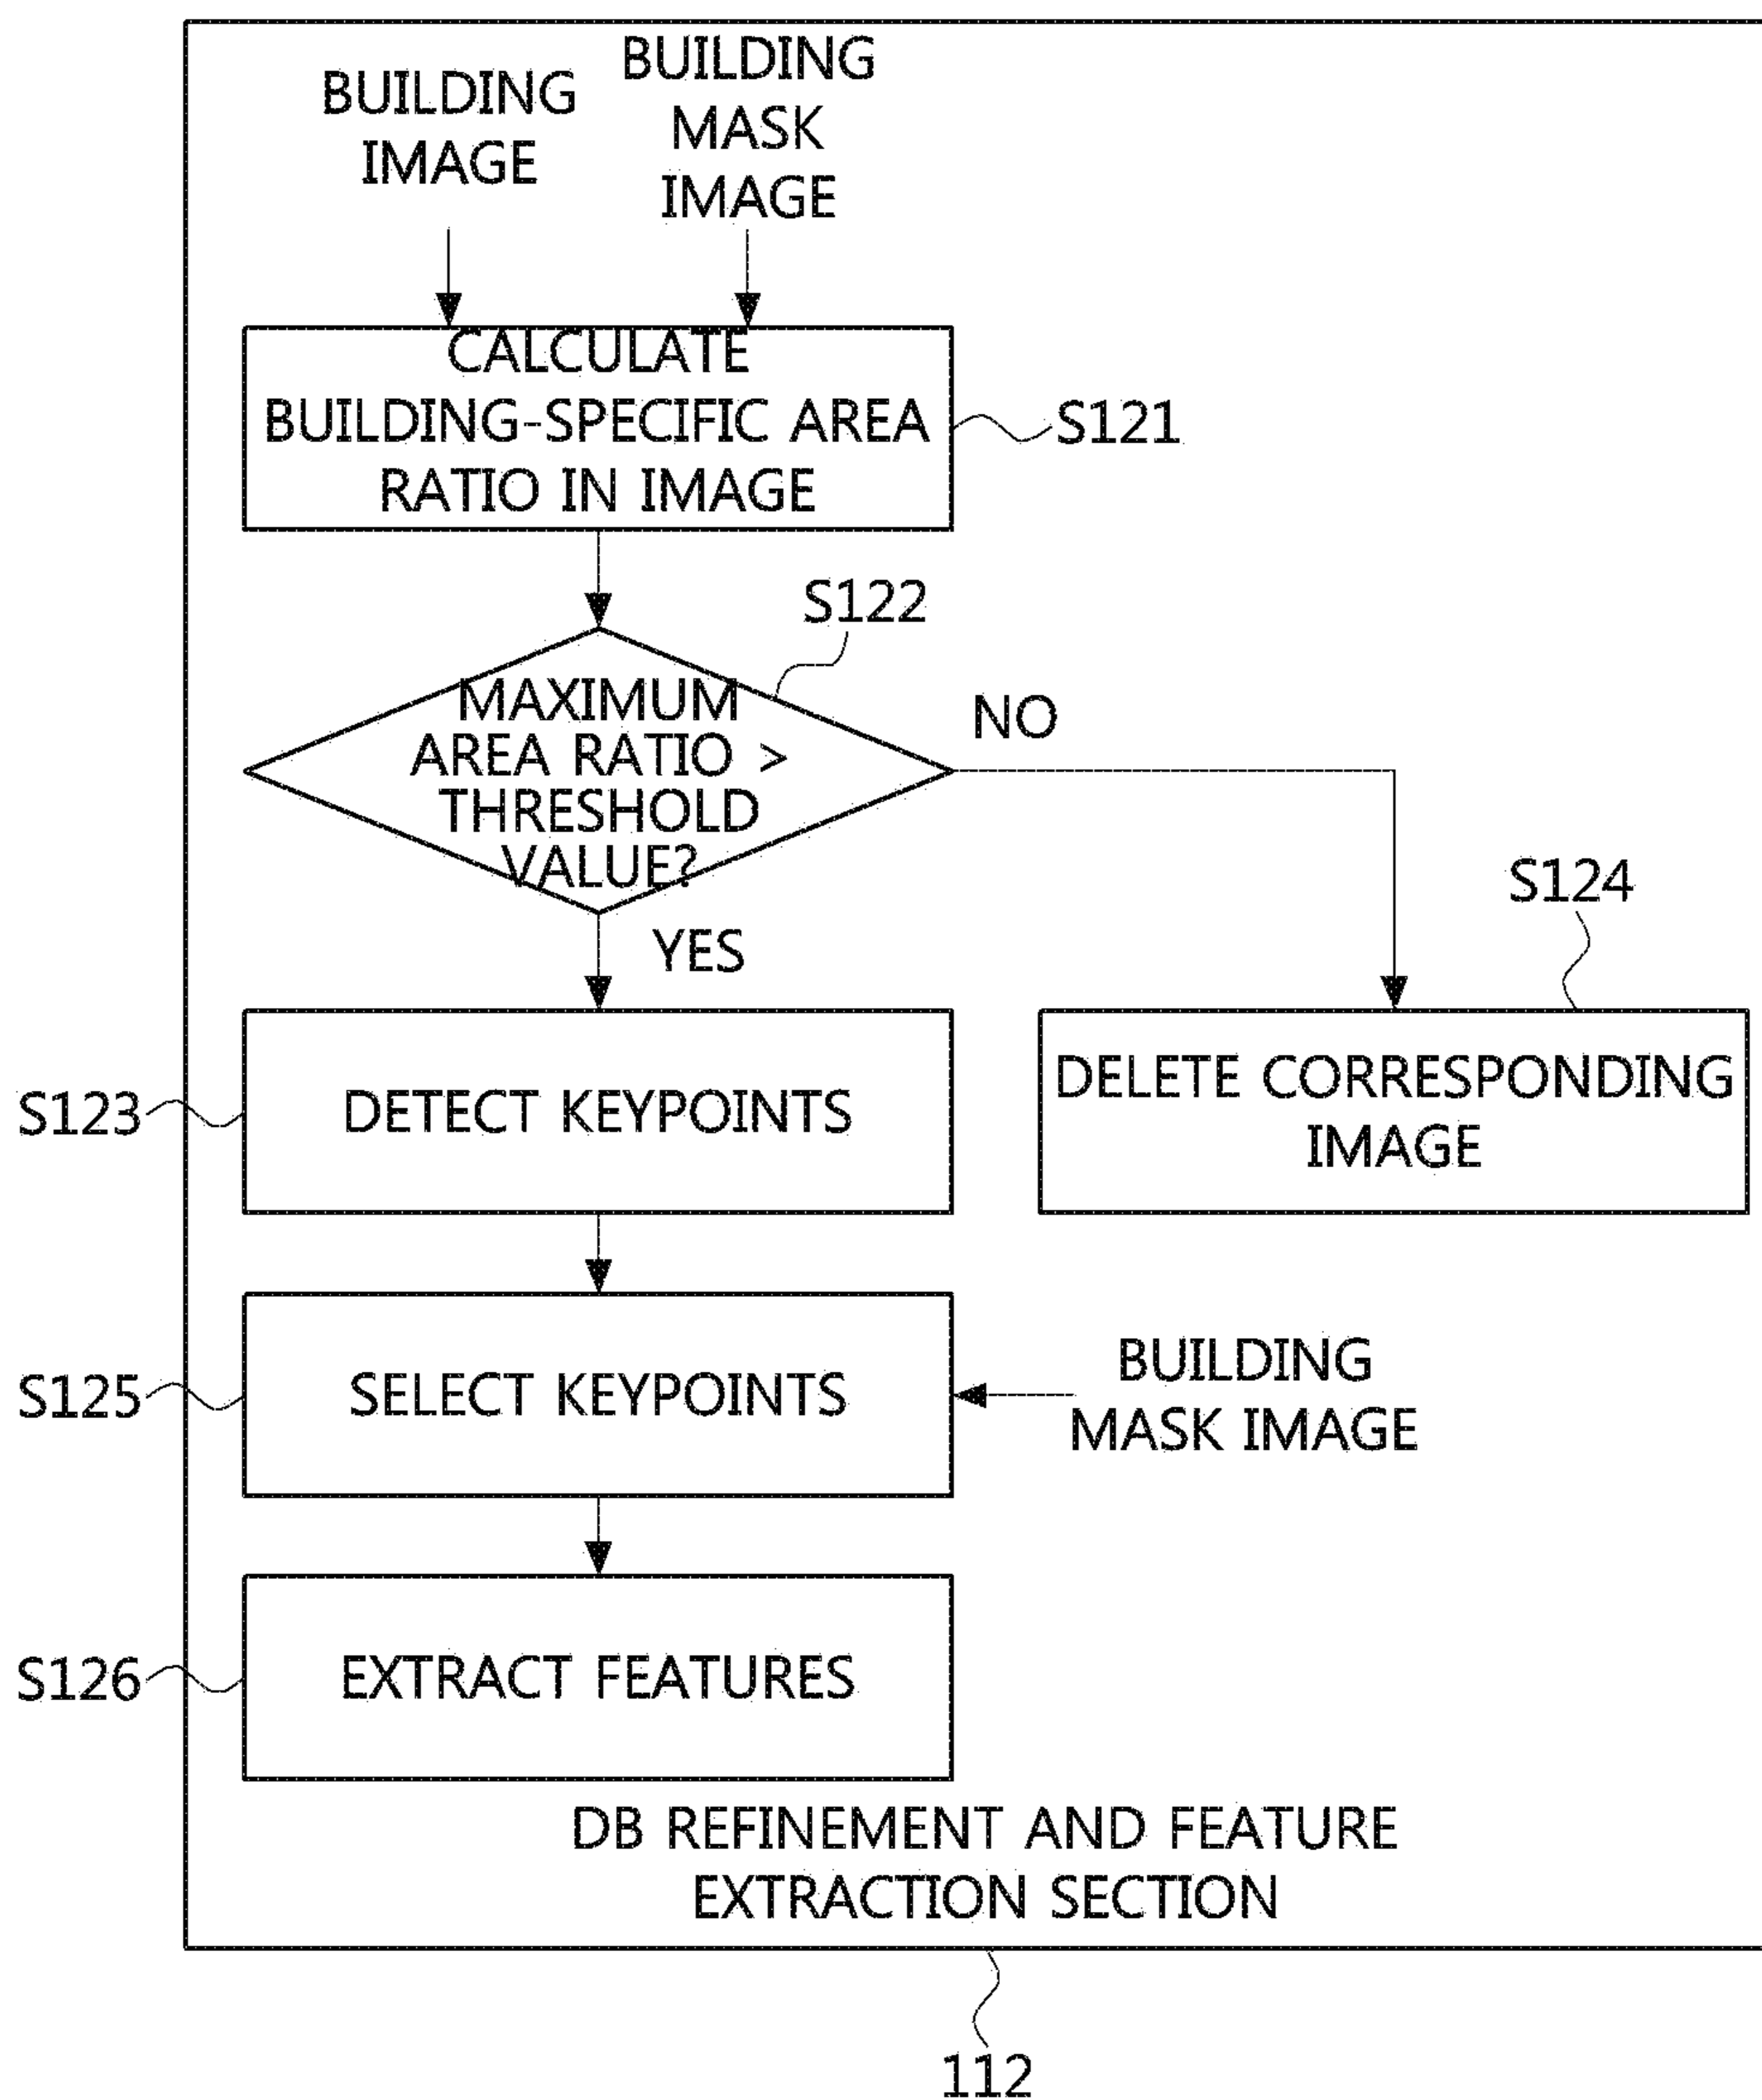 BUILDING
IMAGE
BUILDING
MASK
IMAGE
CALCULATE
BUILDING-SPECIFIC AREA
RATIO IN IMAGE
S121
S122
MAXIMUM
AREA RATIO >
THRESHOLD
VALUE?
NO
YES
S124
S123
DETECT KEYPOINTS
DELETE CORRESPONDING
IMAGE
S125
SELECT KEYPOINTS
BUILDING
MASK IMAGE
S126
EXTRACT FEATURES
DB REFINEMENT AND FEATURE
EXTRACTION SECTION
112